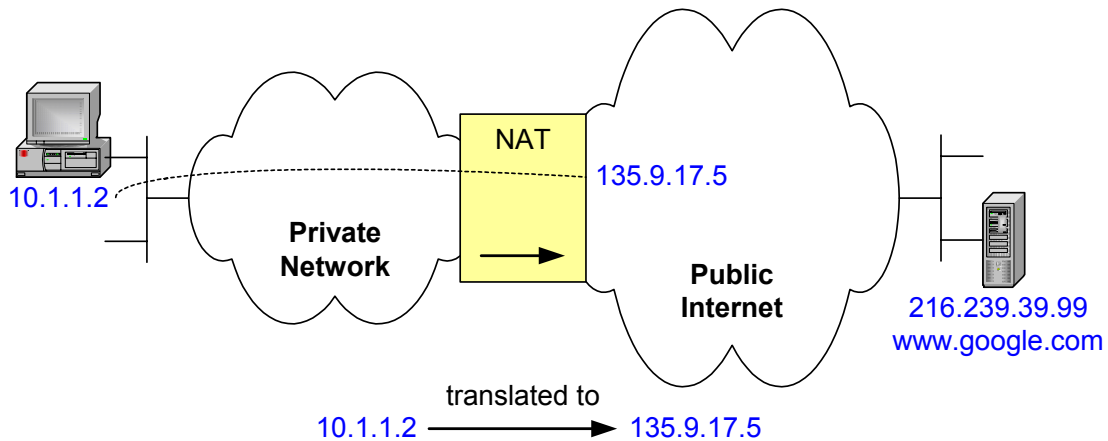 NAT
10.1.1.2
135.9.17.5
Private
Network
Public
Internet
216.239.39.99
www.google.com
translated to
10.1.1.2
135.9.17.5